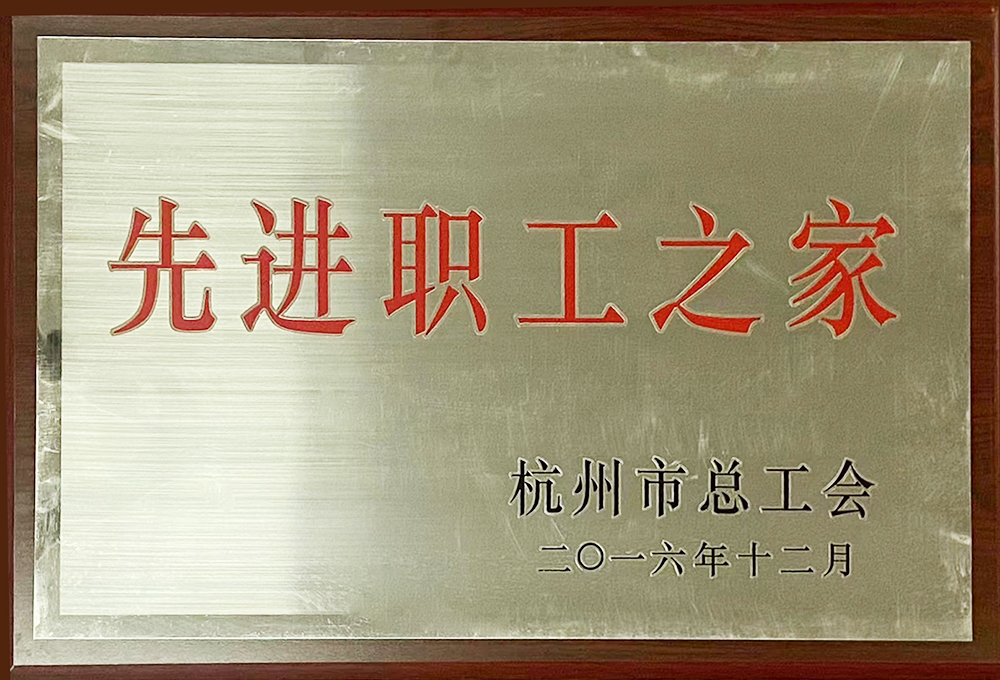 先进职工之家
杭州市总工会
二〇一六年十二月